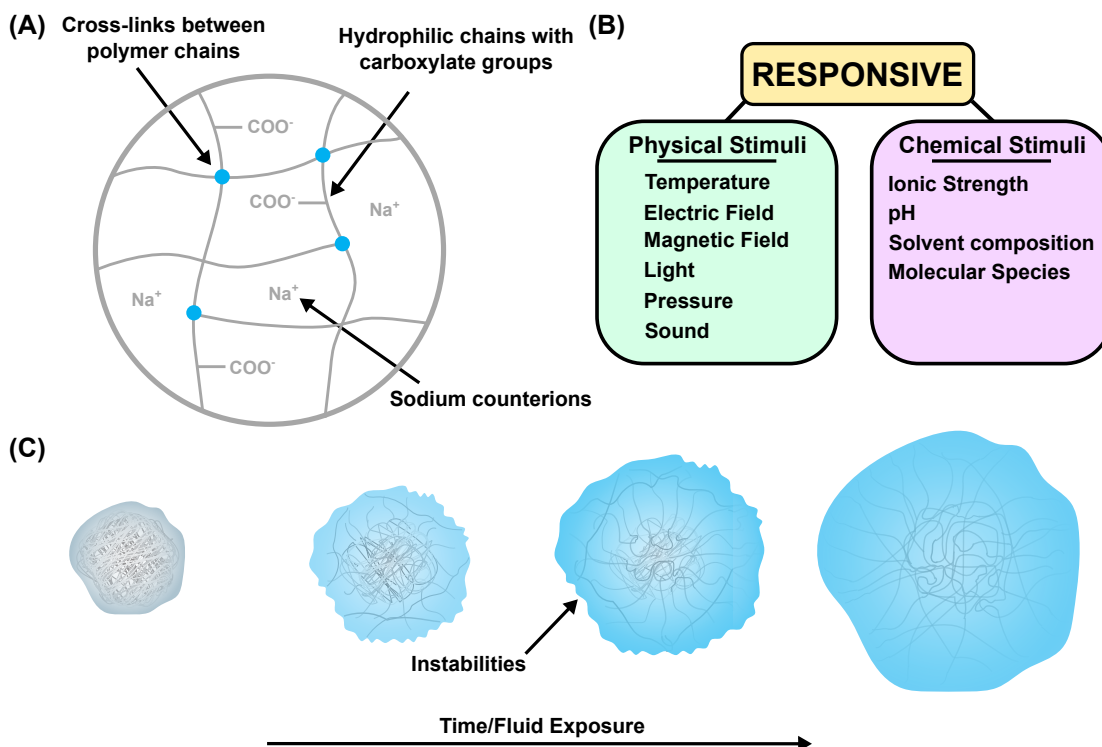 (A)
Cross-links between
polymer chains
Hydrophilic chains with
carboxylate groups
COO⁻
COO⁻
Na⁺
Na⁺
Na⁺
COO⁻
Sodium counterions
(B)
RESPONSIVE
Physical Stimuli
Temperature
Electric Field
Magnetic Field
Light
Pressure
Sound
Chemical Stimuli
Ionic Strength
pH
Solvent composition
Molecular Species
(C)
Instabilities
Time/Fluid Exposure